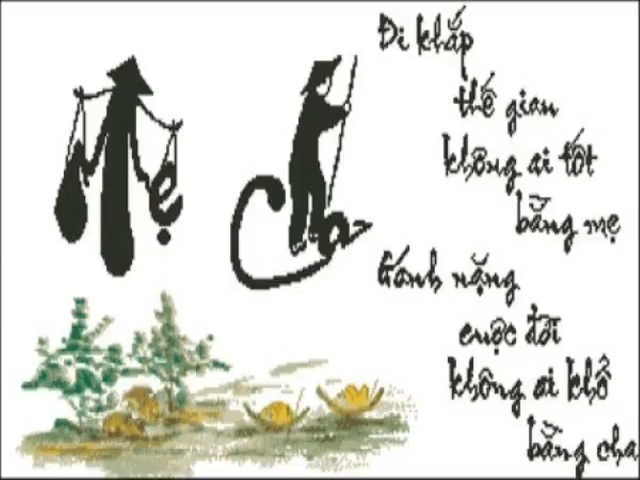 Mẹ Cha
Đi khắp
thế gian
không ai tốt
bằng mẹ
Gánh nặng
cuộc đời
không ai khổ
bằng cha